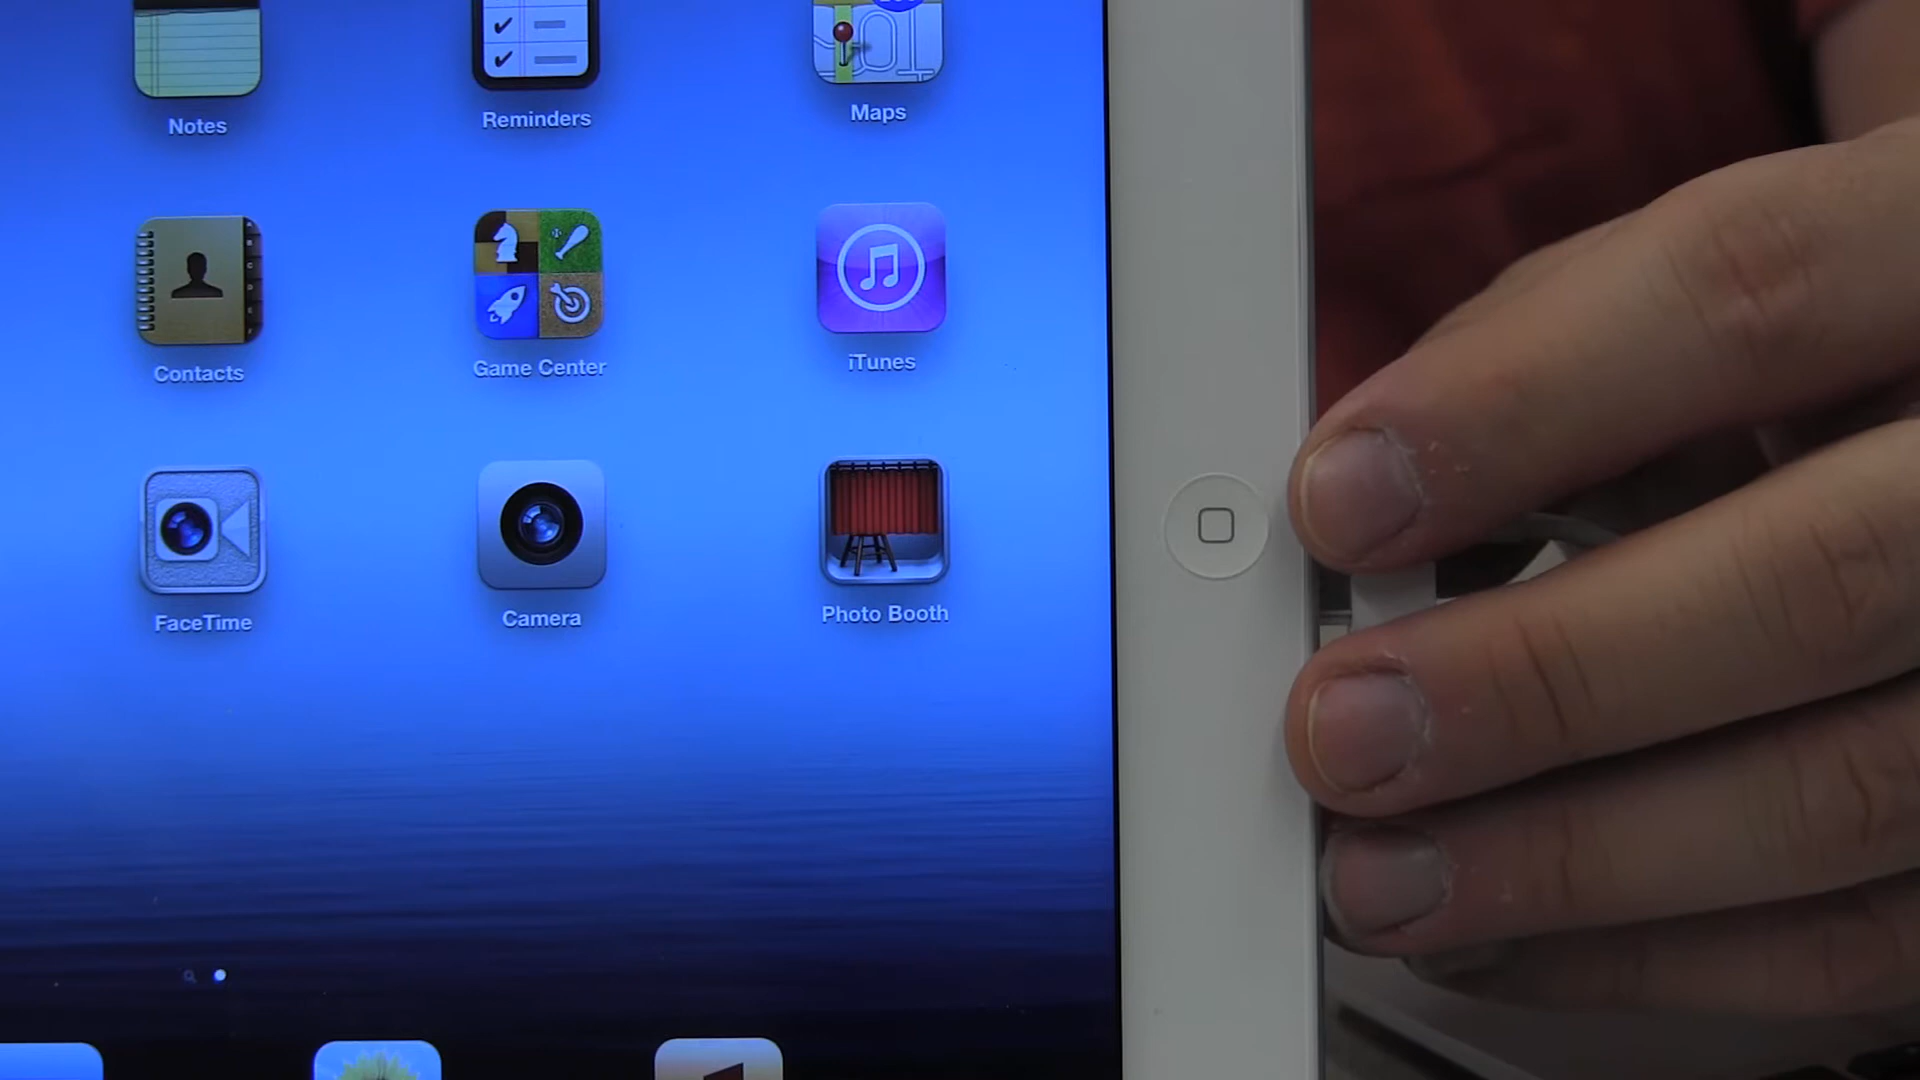 Notes
Reminders
Maps
Contacts
Game Center
iTunes
FaceTime
Camera
Photo Booth